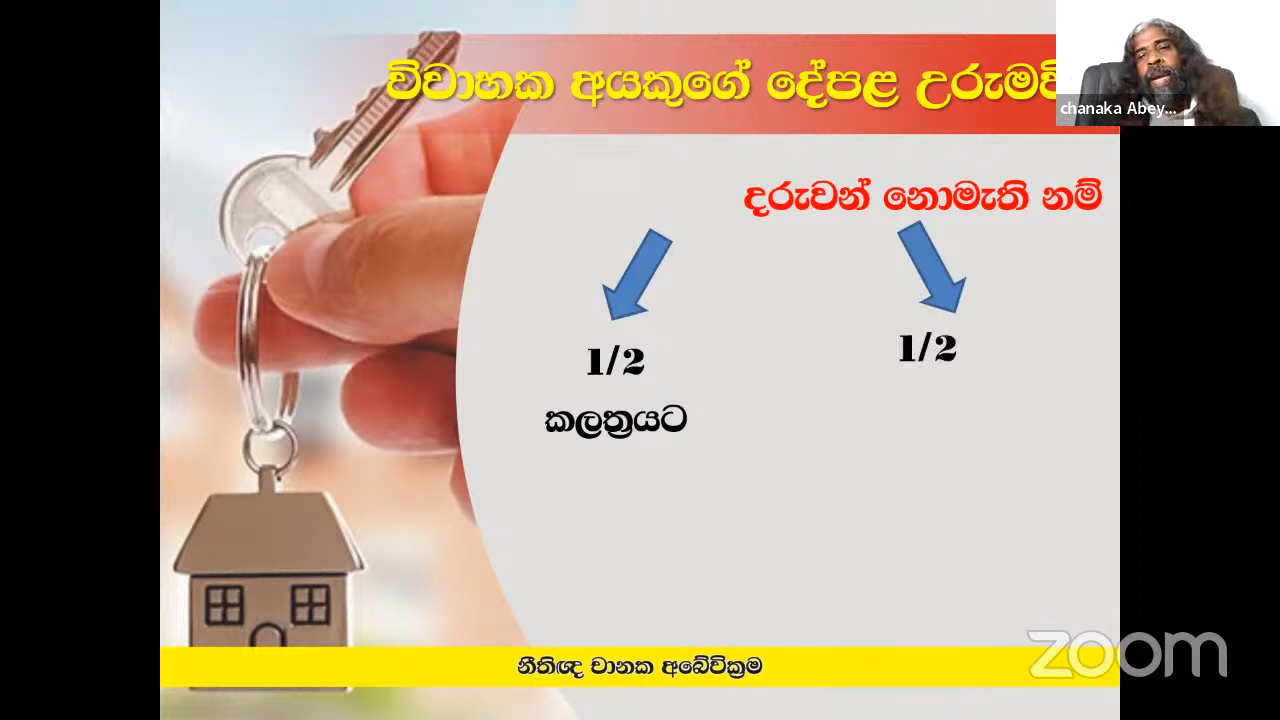 විවාහක අයකුගේ දේපළ උරුමවි
chanaka Abey...
දරුවන් නොමැති නම්
1/2
1/2
කලත්‍රයට
zoom
නීතිඥ චානක අබේවික්‍රම